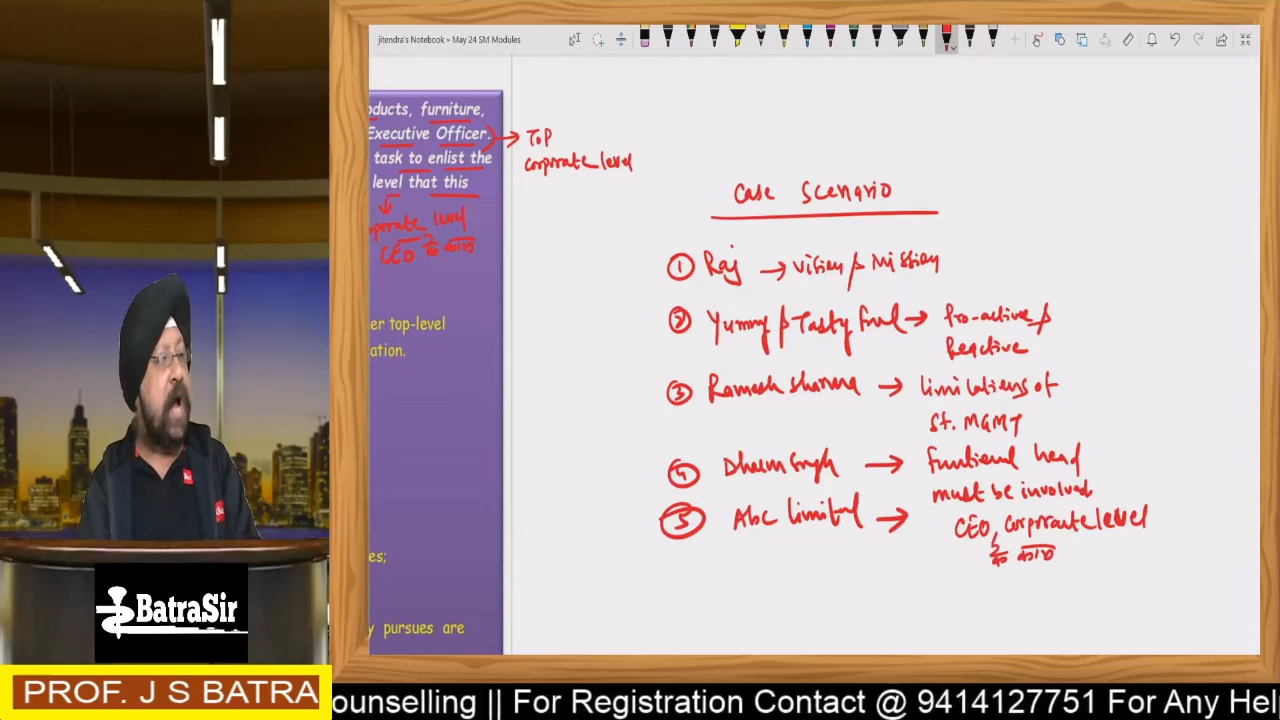 jitendra's Notebook » May 24 SM Modules
oducts, furniture,
Executive Officer.
task to enlist the
level that this
→ ToP
corporate level
porate level
CEO के कार्य
er top-level
ation.
es;
y pursues are
Case Scenario
① Raj → Vision & Mission
② Yummy & Tasty Food → Pro-active &
Reactive
③ Ramesh Sharma → limitations of
St. MGMT
④ Dharm Singh → Functional head
must be involved
⑤ Abc limited → CEO, corporate level
के कार्य
BatraSir
PROF. J S BATRA
ounselling || For Registration Contact @ 9414127751 For Any Hel